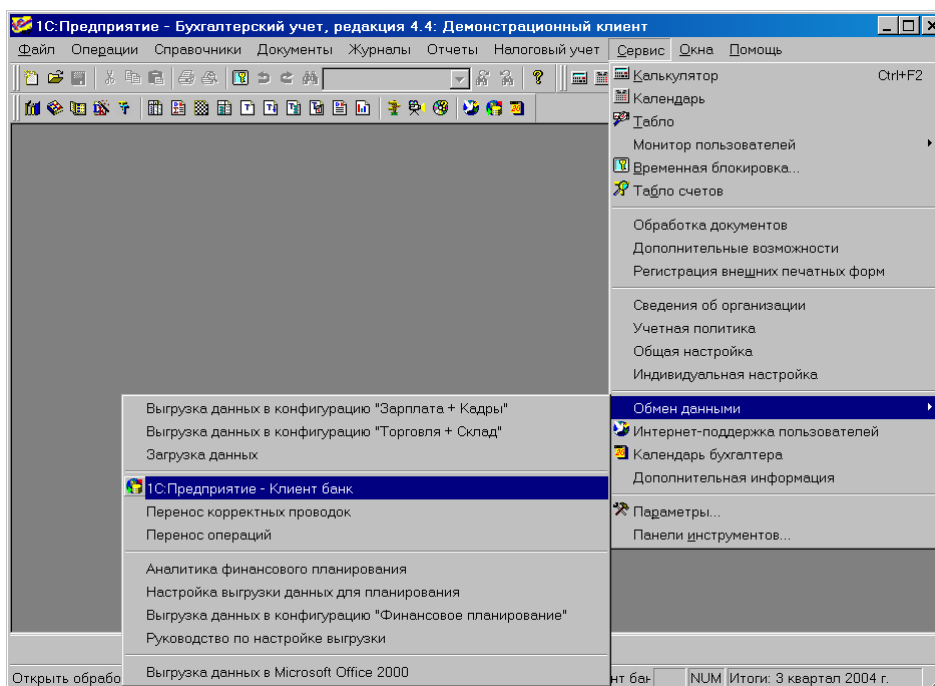 1С:Предприятие - Бухгалтерский учет, редакция 4.4: Демонстрационный клиент
Файл Операции Справочники Документы Журналы Отчеты Налоговый учет Сервис Окна Помощь
Калькулятор Ctrl+F2
Календарь
Табло
Монитор пользователей
Временная блокировка...
Табло счетов
Обработка документов
Дополнительные возможности
Регистрация внешних печатных форм
Сведения об организации
Учетная политика
Общая настройка
Индивидуальная настройка
Обмен данными
Интернет-поддержка пользователей
Календарь бухгалтера
Дополнительная информация
Параметры...
Панели инструментов...
Выгрузка данных в конфигурацию "Зарплата + Кадры"
Выгрузка данных в конфигурацию "Торговля + Склад"
Загрузка данных
1С:Предприятие - Клиент банк
Перенос корректных проводок
Перенос операций
Аналитика финансового планирования
Настройка выгрузки данных для планирования
Выгрузка данных в конфигурацию "Финансовое планирование"
Руководство по настройке выгрузки
Выгрузка данных в Microsoft Office 2000
Открыть обрабо нт бан NUM Итоги: 3 квартал 2004 г.